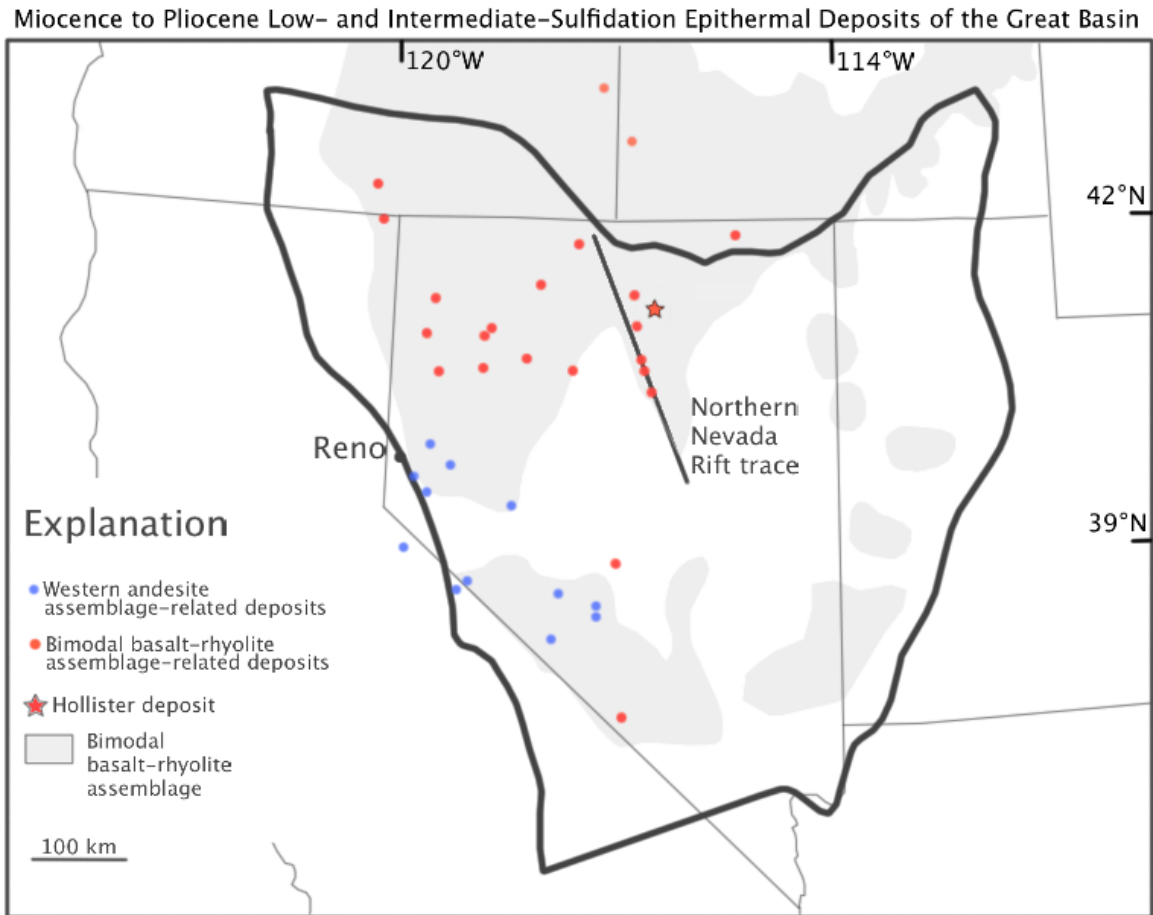 Miocence to Pliocene Low- and Intermediate-Sulfidation Epithermal Deposits of the Great Basin
120°W
114°W
42°N
Northern
Nevada
Rift trace
Reno
39°N
Explanation
Western andesite
assemblage-related deposits
Bimodal basalt-rhyolite
assemblage-related deposits
Hollister deposit
Bimodal
basalt-rhyolite
assemblage
100 km